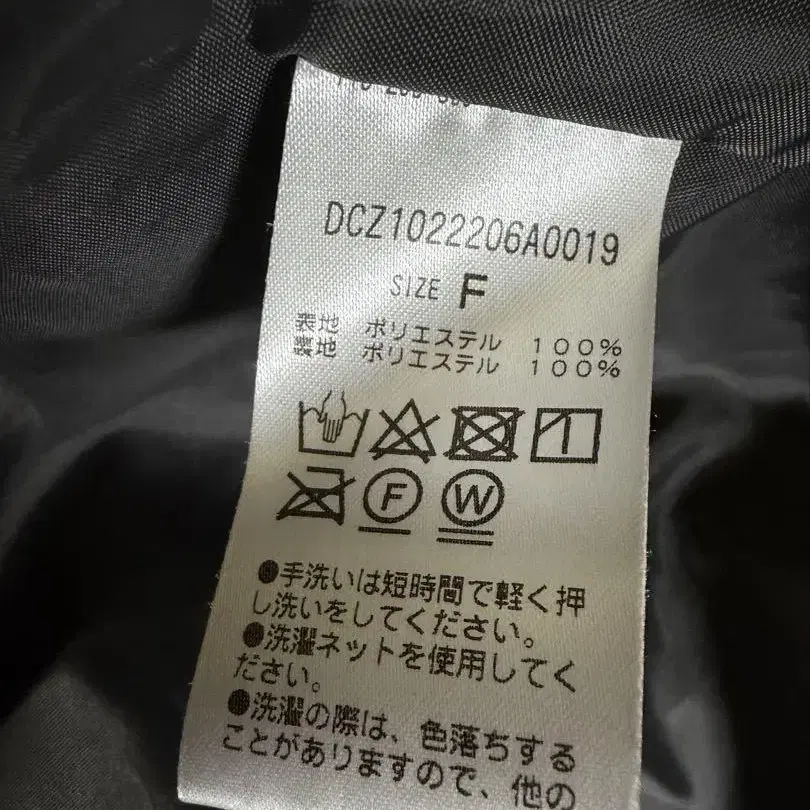 DCZ1022206A0019
SIZE F
表地 ポリエステル 100%
裏地 ポリエステル 100%
F W
●手洗いは短時間で軽く押
し洗いをしてください。
●洗濯ネットを使用してく
ださい。
●洗濯の際は、色落ちする
ことがありますので、他の